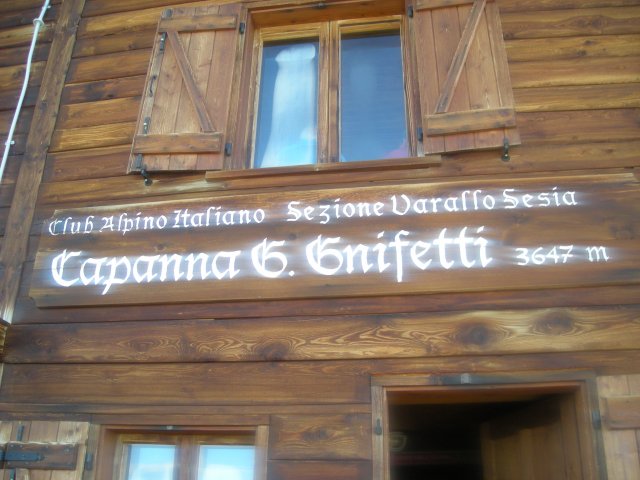 Club Alpino Italiano Sezione Varallo Sesia
Capanna G. Gnifetti 3647 m